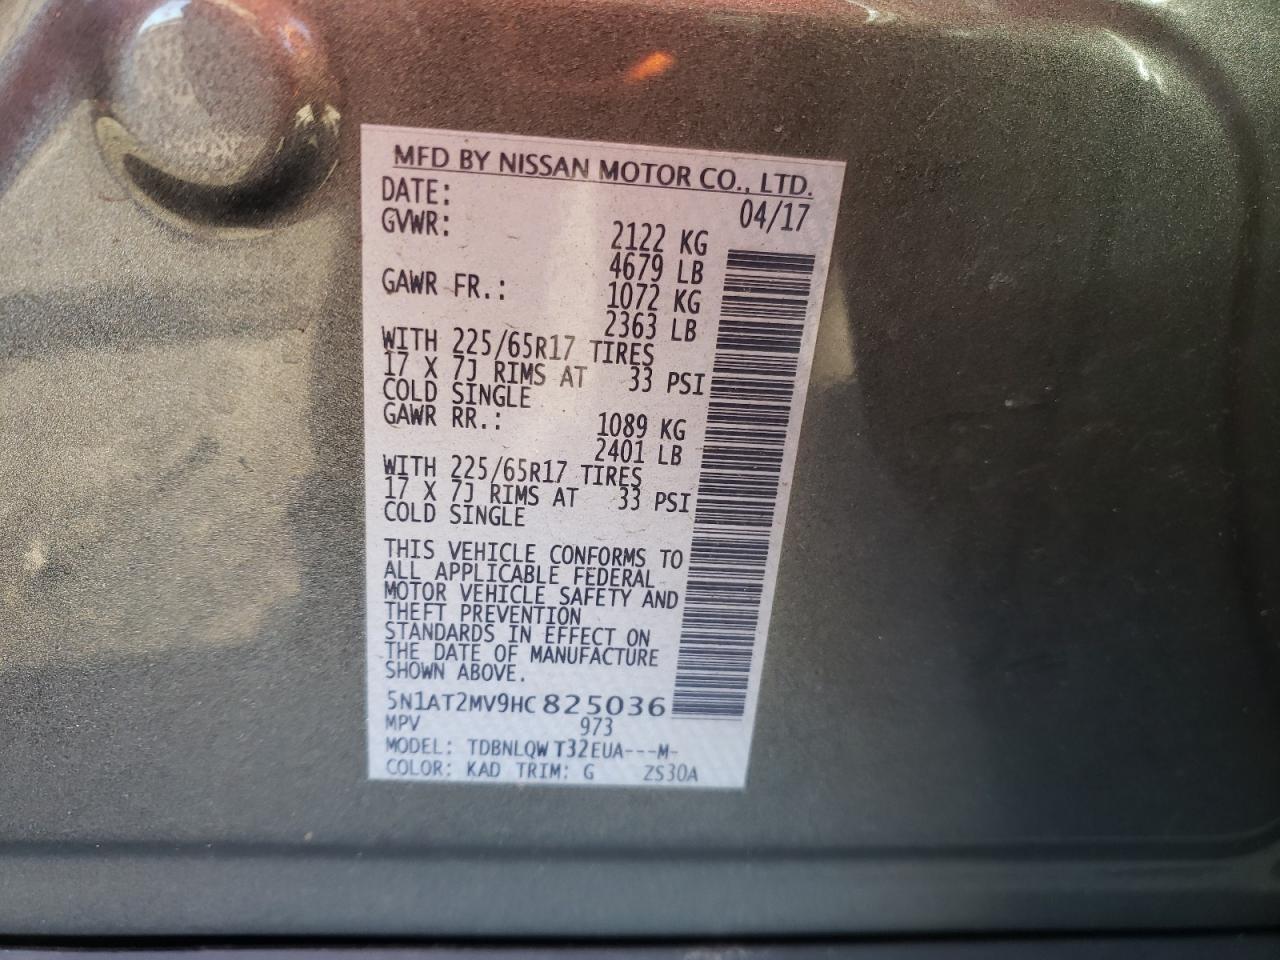 MFD BY NISSAN MOTOR CO., LTD.
DATE: 04/17
GVWR: 2122 KG
4679 LB
GAWR FR.: 1072 KG
2363 LB
WITH 225/65R17 TIRES
17 X 7J RIMS AT 33 PSI
COLD SINGLE
GAWR RR.: 1089 KG
2401 LB
WITH 225/65R17 TIRES
17 X 7J RIMS AT 33 PSI
COLD SINGLE
THIS VEHICLE CONFORMS TO
ALL APPLICABLE FEDERAL
MOTOR VEHICLE SAFETY AND
THEFT PREVENTION
STANDARDS IN EFFECT ON
THE DATE OF MANUFACTURE
SHOWN ABOVE.
5N1AT2MV9HC825036
MPV 973
MODEL: TDBNLQW T32EUA---M-
COLOR: KAD TRIM: G ZS30A